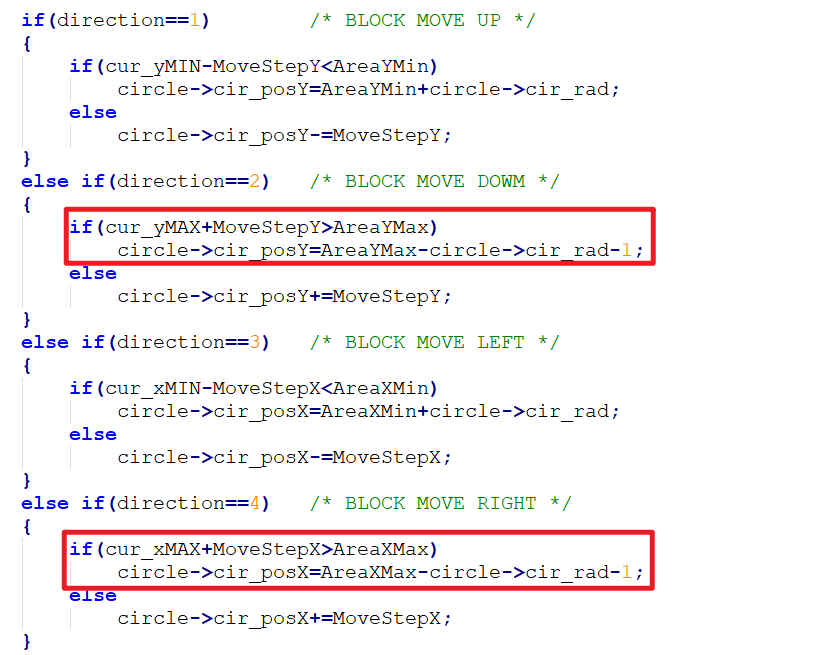 if(direction==1)         /* BLOCK MOVE UP */
{
    if(cur_yMIN-MoveStepY<AreaYMin)
        circle->cir_posY=AreaYMin+circle->cir_rad;
    else
        circle->cir_posY-=MoveStepY;
}
else if(direction==2)    /* BLOCK MOVE DOWM */
{
    if(cur_yMAX+MoveStepY>AreaYMax)
        circle->cir_posY=AreaYMax-circle->cir_rad-1;
    else
        circle->cir_posY+=MoveStepY;
}
else if(direction==3)    /* BLOCK MOVE LEFT */
{
    if(cur_xMIN-MoveStepX<AreaXMin)
        circle->cir_posX=AreaXMin+circle->cir_rad;
    else
        circle->cir_posX-=MoveStepX;
}
else if(direction==4)    /* BLOCK MOVE RIGHT */
{
    if(cur_xMAX+MoveStepX>AreaXMax)
        circle->cir_posX=AreaXMax-circle->cir_rad-1;
    else
        circle->cir_posX+=MoveStepX;
}